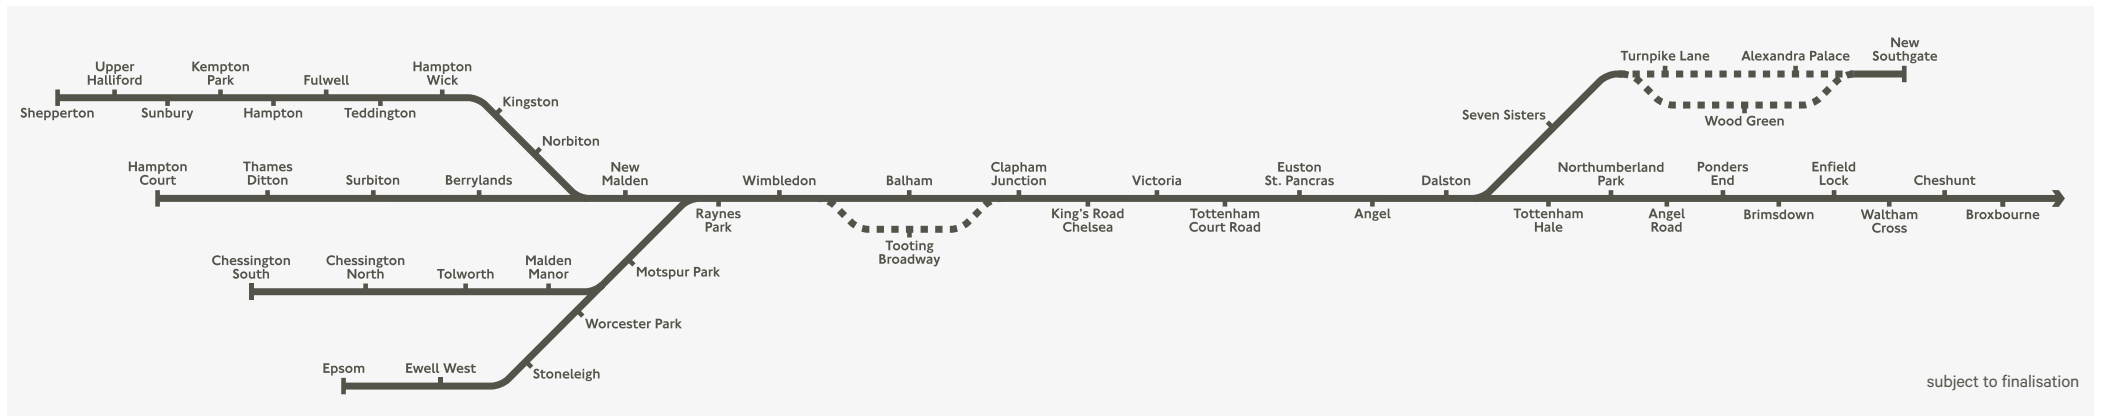 Upper
Halliford
Kempton
Park
Fulwell
Hampton
Wick
Shepperton
Sunbury
Hampton
Teddington
Kingston
Norbiton
Hampton
Court
Thames
Ditton
Surbiton
Berrylands
New
Malden
Raynes
Park
Wimbledon
Balham
Tooting
Broadway
Clapham
Junction
King's Road
Chelsea
Victoria
Tottenham
Court Road
Euston
St. Pancras
Angel
Dalston
Seven Sisters
Turnpike Lane
Alexandra Palace
New
Southgate
Wood Green
Tottenham
Hale
Northumberland
Park
Angel
Road
Ponders
End
Brimsdown
Enfield
Lock
Waltham
Cross
Cheshunt
Broxbourne
Chessington
South
Chessington
North
Tolworth
Malden
Manor
Motspur Park
Worcester Park
Stoneleigh
Epsom
Ewell West
subject to finalisation